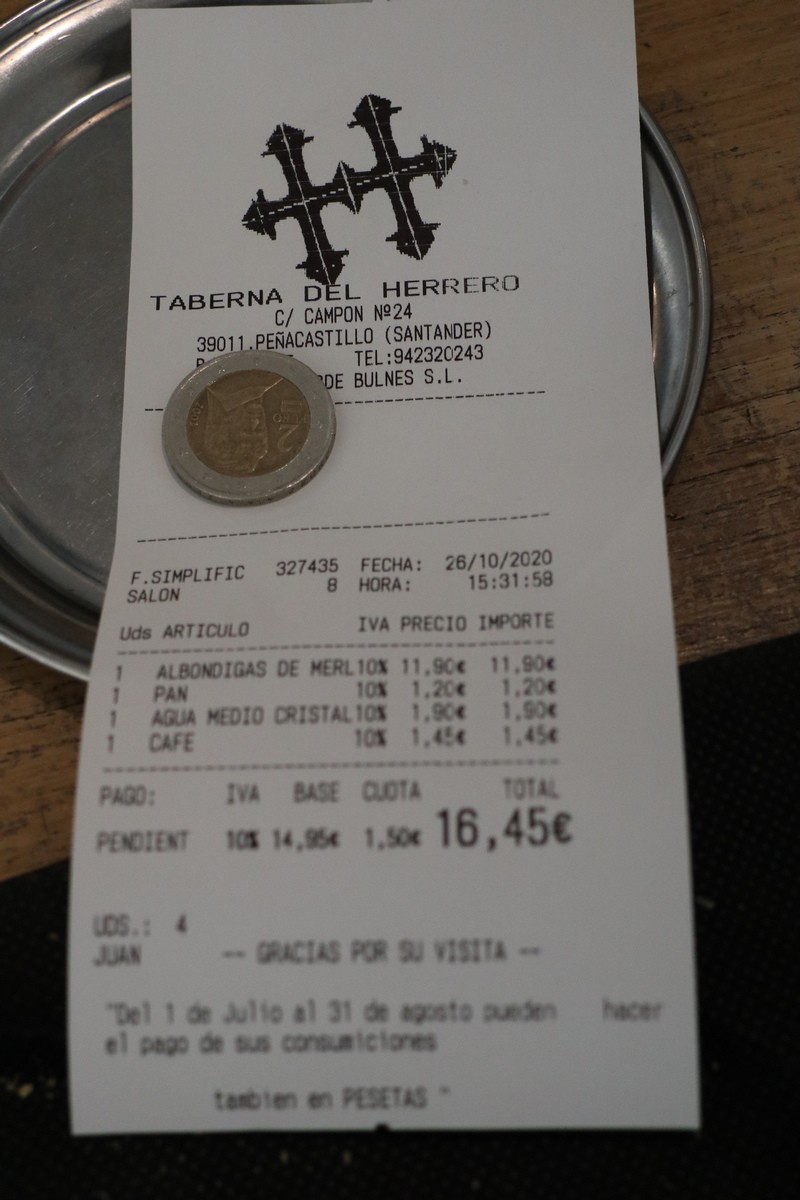 TABERNA DEL HERRERO
C/ CAMPON Nº24
39011.PEÑACASTILLO (SANTANDER)
TEL:942320243
BULNES S.L.
2 EURO
2002
F.SIMPLIFIC 327435 FECHA: 26/10/2020
SALON 8 HORA: 15:31:58
Uds ARTICULO IVA PRECIO IMPORTE
1 ALBONDIGAS DE MERL 10% 11,90€ 11,90€
1 PAN 10% 1,20€ 1,20€
1 AGUA MEDIO CRISTAL 10% 1,90€ 1,90€
1 CAFE 10% 1,45€ 1,45€
PAGO: IVA BASE CUOTA TOTAL
PENDIENT 10% 14,95€ 1,50€ 16,45€
UDS.: 4
JUAN -- GRACIAS POR SU VISITA --
"Del 1 de Julio al 31 de agosto pueden hacer
el pago de sus consumiciones
tambien en PESETAS "